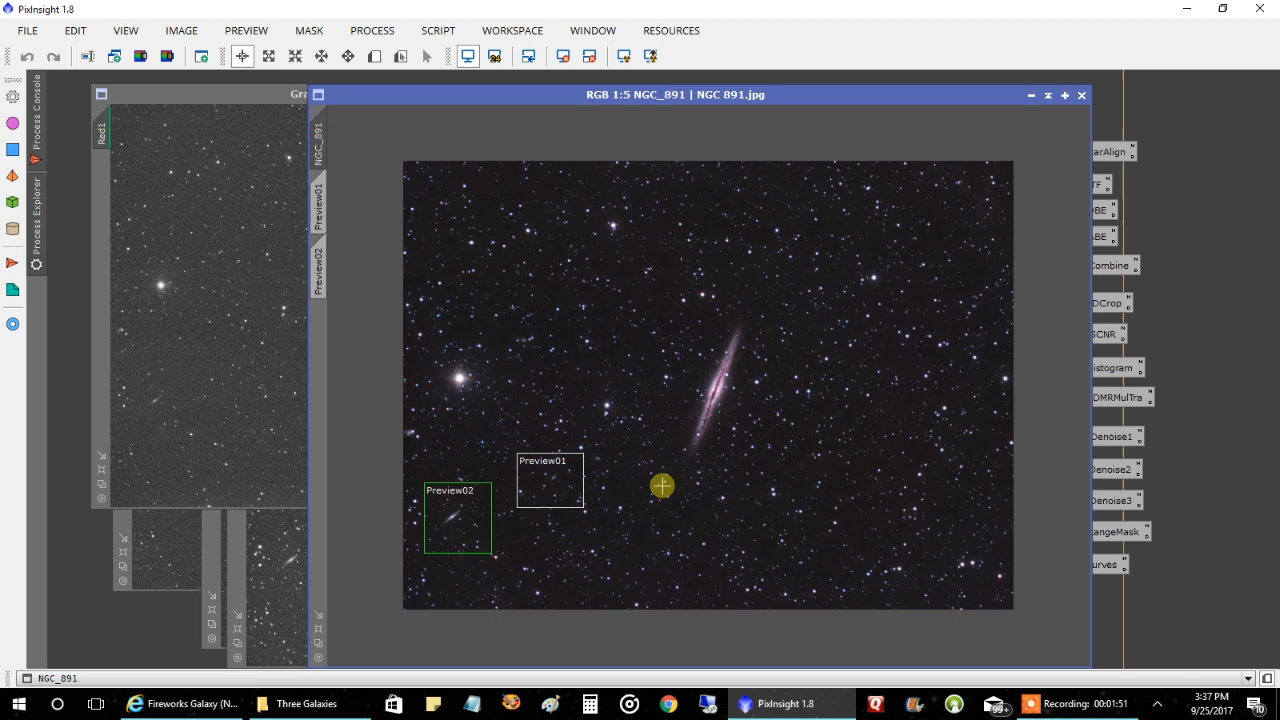 PixInsight 1.8
FILE EDIT VIEW IMAGE PREVIEW MASK PROCESS SCRIPT WORKSPACE WINDOW RESOURCES
Process Console
Process Explorer
Gra
Red1
RGB 1:5 NGC_891 | NGC 891.jpg
NGC_891
Preview01
Preview02
Preview01
Preview02
arAlign
TF
BE
ABE
Combine
DCrop
SCNR
istogram
DMRMulTra
Denoise1
Denoise2
Denoise3
angeMask
urves
NGC_891
Fireworks Galaxy (N...
Three Galaxies
PixInsight 1.8
99+
Recording: 00:01:51
3:37 PM
9/25/2017
10